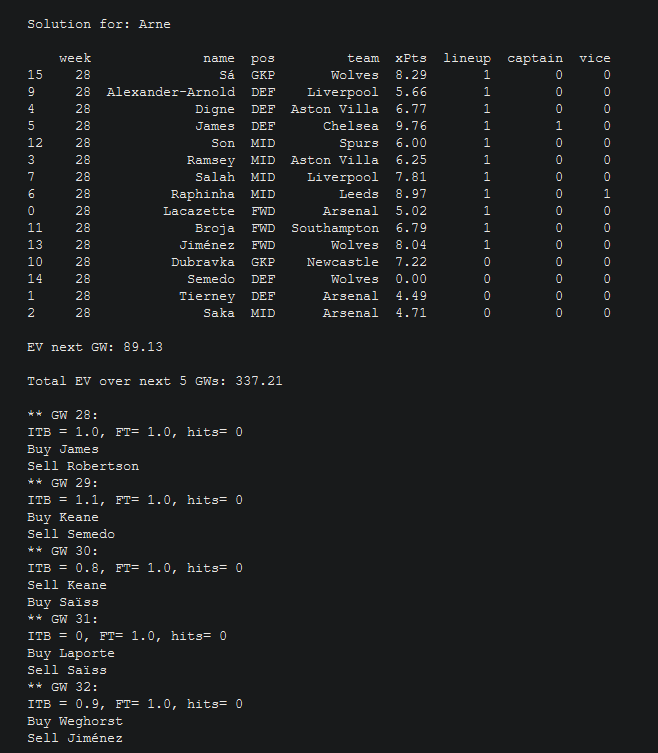 Solution for: Arne
week name pos team xPts lineup captain vice
15 28 Sá GKP Wolves 8.29 1 0 0
9 28 Alexander-Arnold DEF Liverpool 5.66 1 0 0
4 28 Digne DEF Aston Villa 6.77 1 0 0
5 28 James DEF Chelsea 9.76 1 1 0
12 28 Son MID Spurs 6.00 1 0 0
3 28 Ramsey MID Aston Villa 6.25 1 0 0
7 28 Salah MID Liverpool 7.81 1 0 0
6 28 Raphinha MID Leeds 8.97 1 0 1
0 28 Lacazette FWD Arsenal 5.02 1 0 0
11 28 Broja FWD Southampton 6.79 1 0 0
13 28 Jiménez FWD Wolves 8.04 1 0 0
10 28 Dubravka GKP Newcastle 7.22 0 0 0
14 28 Semedo DEF Wolves 0.00 0 0 0
1 28 Tierney DEF Arsenal 4.49 0 0 0
2 28 Saka MID Arsenal 4.71 0 0 0
EV next GW: 89.13
Total EV over next 5 GWs: 337.21
** GW 28:
ITB = 1.0, FT= 1.0, hits= 0
Buy James
Sell Robertson
** GW 29:
ITB = 1.1, FT= 1.0, hits= 0
Buy Keane
Sell Semedo
** GW 30:
ITB = 0.8, FT= 1.0, hits= 0
Sell Keane
Buy Saïss
** GW 31:
ITB = 0, FT= 1.0, hits= 0
Buy Laporte
Sell Saïss
** GW 32:
ITB = 0.9, FT= 1.0, hits= 0
Buy Weghorst
Sell Jiménez